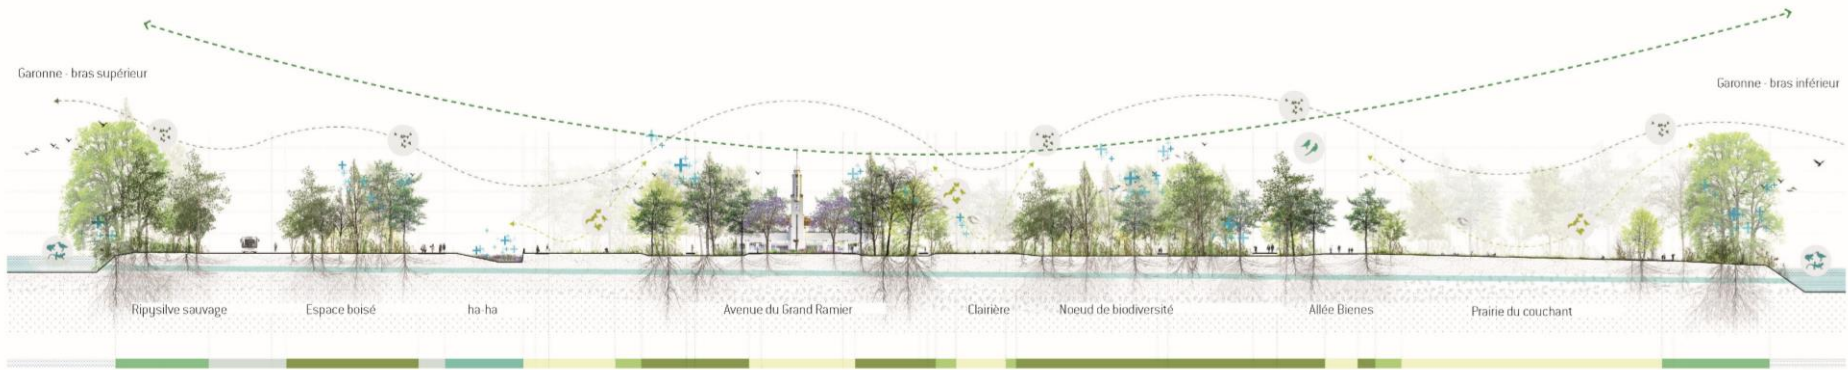 Garonne - bras supérieur
Garonne - bras inférieur
Ripysilve sauvage
Espace boisé
ha-ha
Avenue du Grand Ramier
Clairière
Noeud de biodiversité
Allée Bienes
Prairie du couchant